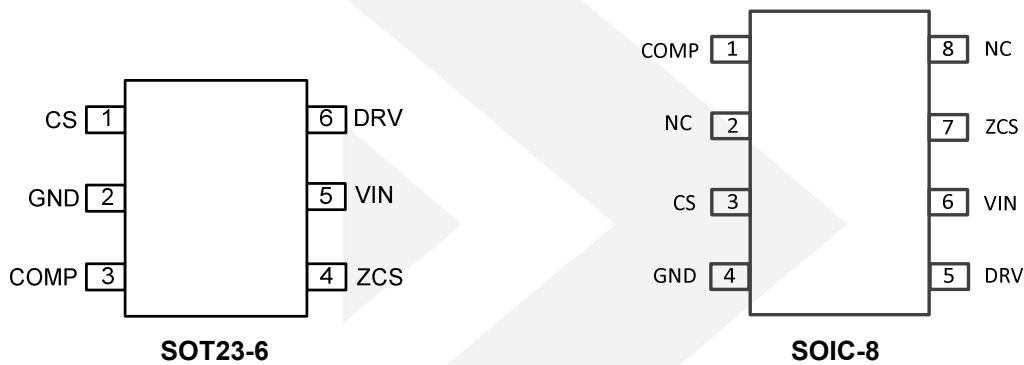 CS 1 6 DRV
GND 2 5 VIN
COMP 3 4 ZCS
SOT23-6
COMP 1 8 NC
NC 2 7 ZCS
CS 3 6 VIN
GND 4 5 DRV
SOIC-8